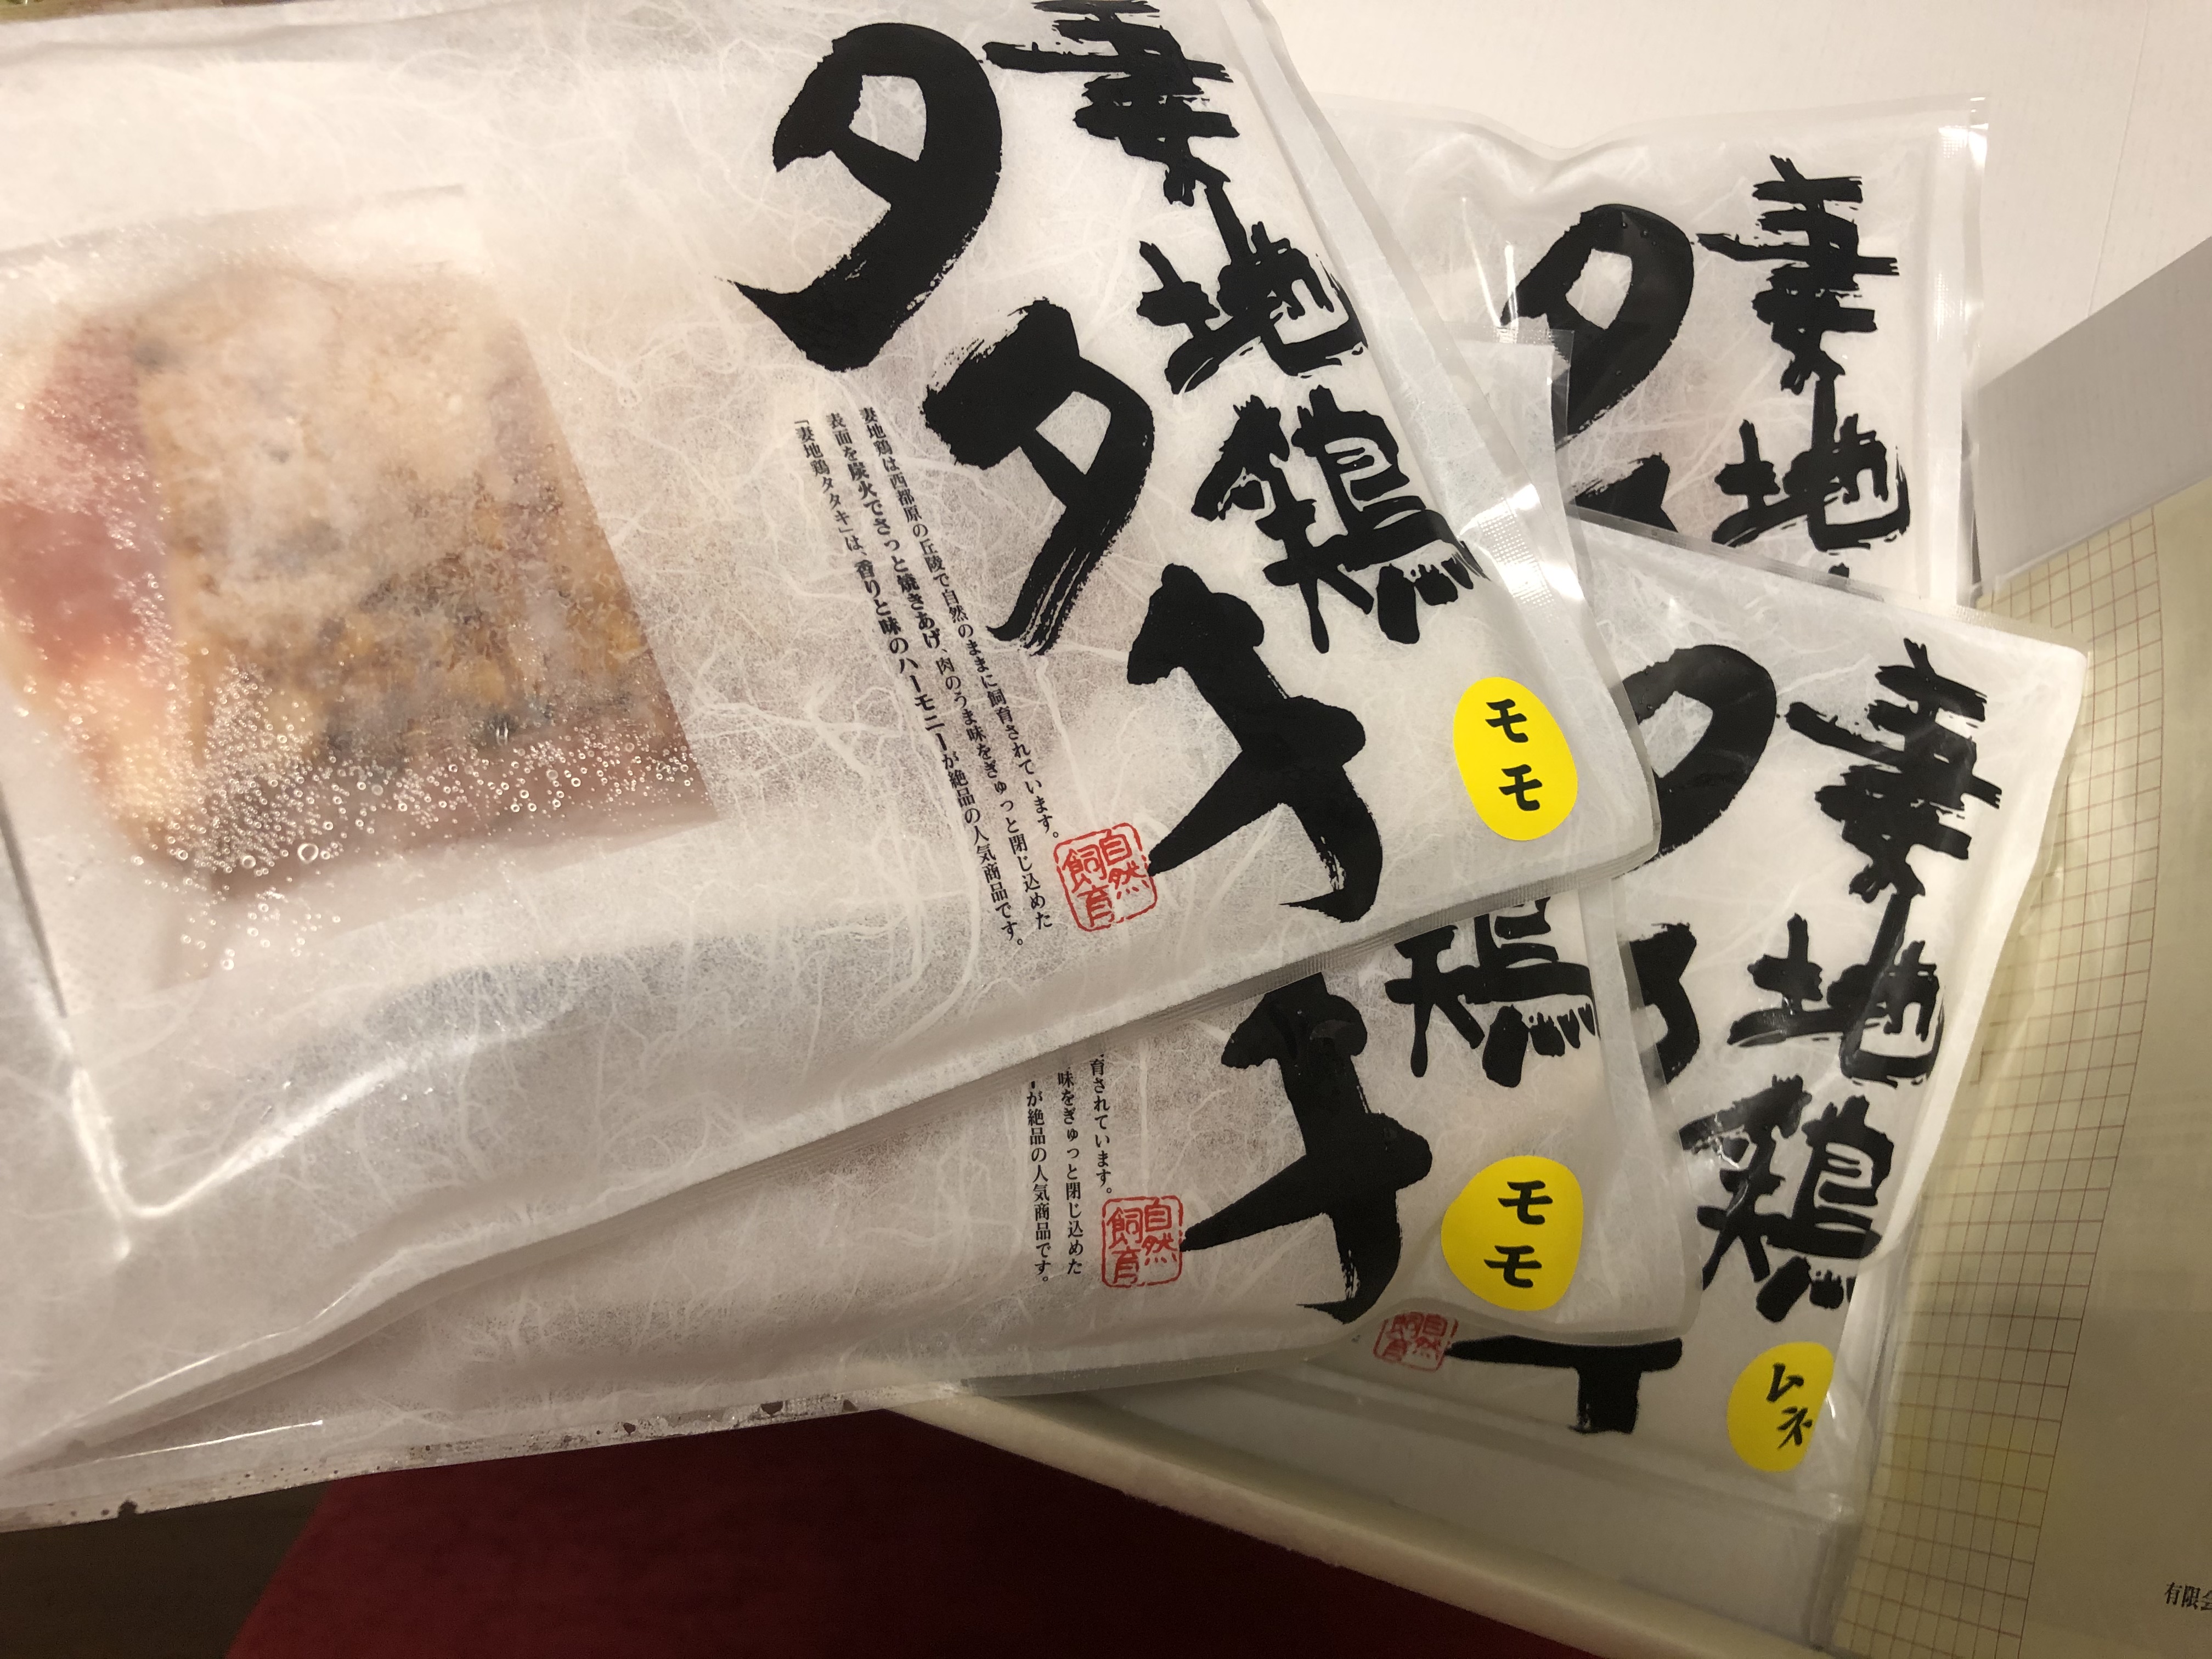 妻地鶏
タタキ
妻地鶏は西都原の丘陵で自然のままに飼育されています。
表面を炭火でさっと焼きあげ、肉のうま味をぎゅっと閉じ込めた
「妻地鶏タタキ」は、香りと味のハーモニーが絶品の人気商品です。
自然
飼育
モモ
妻地
タ
鶏
キ
育されています。
味をぎゅっと閉じ込めた
ーが絶品の人気商品です。
自然
飼育
モモ
妻地鶏
タ
自然
飼育
ムネ
有限会